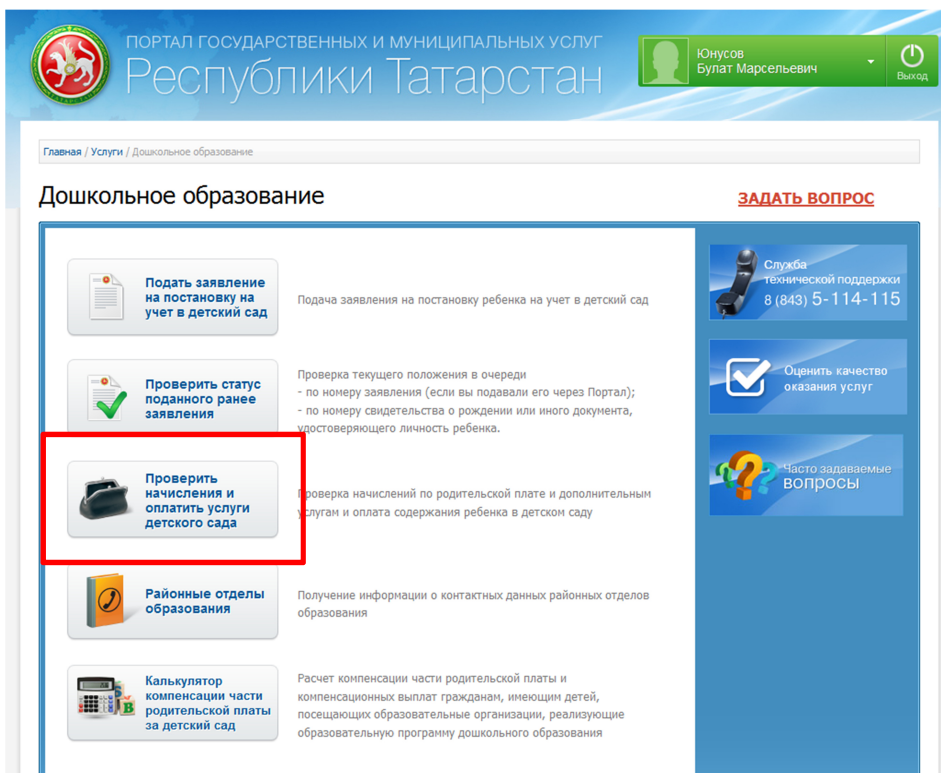 ПОРТАЛ ГОСУДАРСТВЕННЫХ И МУНИЦИПАЛЬНЫХ УСЛУГ
Республики Татарстан
Юнусов
Булат Марсельевич
Выход
Главная / Услуги / Дошкольное образование
Дошкольное образование
ЗАДАТЬ ВОПРОС
Подать заявление
на постановку на
учет в детский сад
Подача заявления на постановку ребенка на учет в детский сад
Проверить статус
поданного ранее
заявления
Проверка текущего положения в очереди
- по номеру заявления (если вы подавали его через Портал);
- по номеру свидетельства о рождении или иного документа,
удостоверяющего личность ребенка.
Проверить
начисления и
оплатить услуги
детского сада
Проверка начислений по родительской плате и дополнительным
услугам и оплата содержания ребенка в детском саду
Районные отделы
образования
Получение информации о контактных данных районных отделов
образования
Калькулятор
компенсации части
родительской платы
за детский сад
Расчет компенсации части родительской платы и
компенсационных выплат гражданам, имеющим детей,
посещающих образовательные организации, реализующие
образовательную программу дошкольного образования
Служба
технической поддержки
8 (843) 5-114-115
Оценить качество
оказания услуг
Часто задаваемые
вопросы